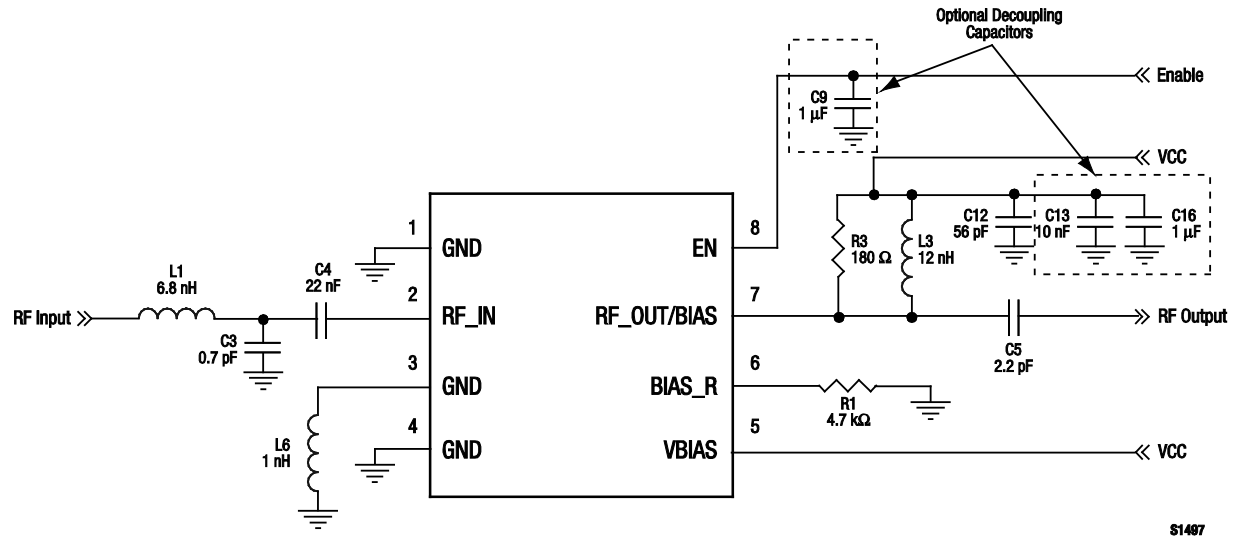 Optional Decoupling
Capacitors
Enable
C9
1 µF
VCC
C12
56 pF
C13
10 nF
C16
1 µF
R3
180 Ω
L3
12 nH
1
GND
8
EN
L1
6.8 nH
C4
22 nF
2
RF_IN
7
RF_OUT/BIAS
RF Input
RF Output
C3
0.7 pF
C5
2.2 pF
3
GND
6
BIAS_R
R1
4.7 kΩ
L6
1 nH
4
GND
5
VBIAS
VCC
S1497